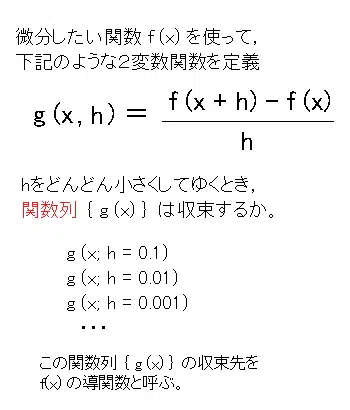 微分したい関数 f(x) を使って,
下記のような2変数関数を定義
g(x, h) = f(x + h) − f(x)
h
hをどんどん小さくしてゆくとき,
関数列 { g(x) } は収束するか。
g(x; h = 0.1)
g(x; h = 0.01)
g(x; h = 0.001)
・・・
この関数列 { g(x) } の収束先を
f(x) の導関数と呼ぶ。